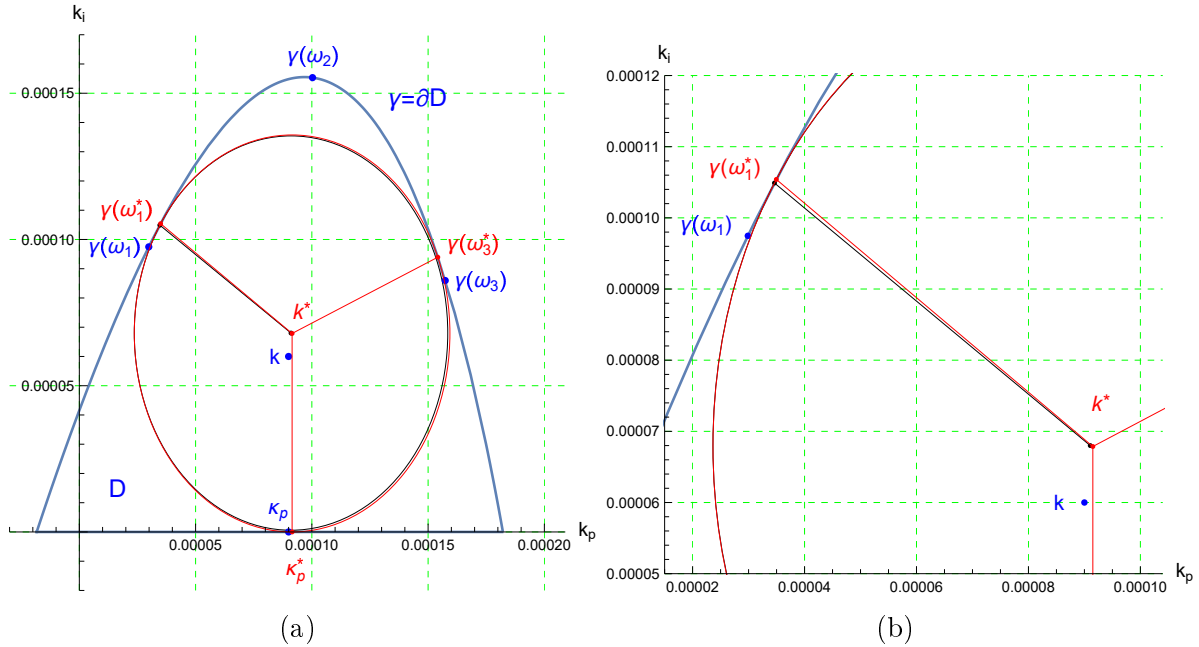 k_i
γ(ω_2)
γ=∂D
0.00015
γ(ω_1^*)
0.00010
γ(ω_1)
γ(ω_3^*)
γ(ω_3)
k^*
k
0.00005
D
κ_p
k_p
0.00005 0.00010 0.00015 0.00020
κ_p^*
(a)
k_i
0.00012
0.00011
γ(ω_1^*)
0.00010
γ(ω_1)
0.00009
0.00008
k^*
0.00007
k
0.00006
0.00005
k_p
0.00002 0.00004 0.00006 0.00008 0.00010
(b)